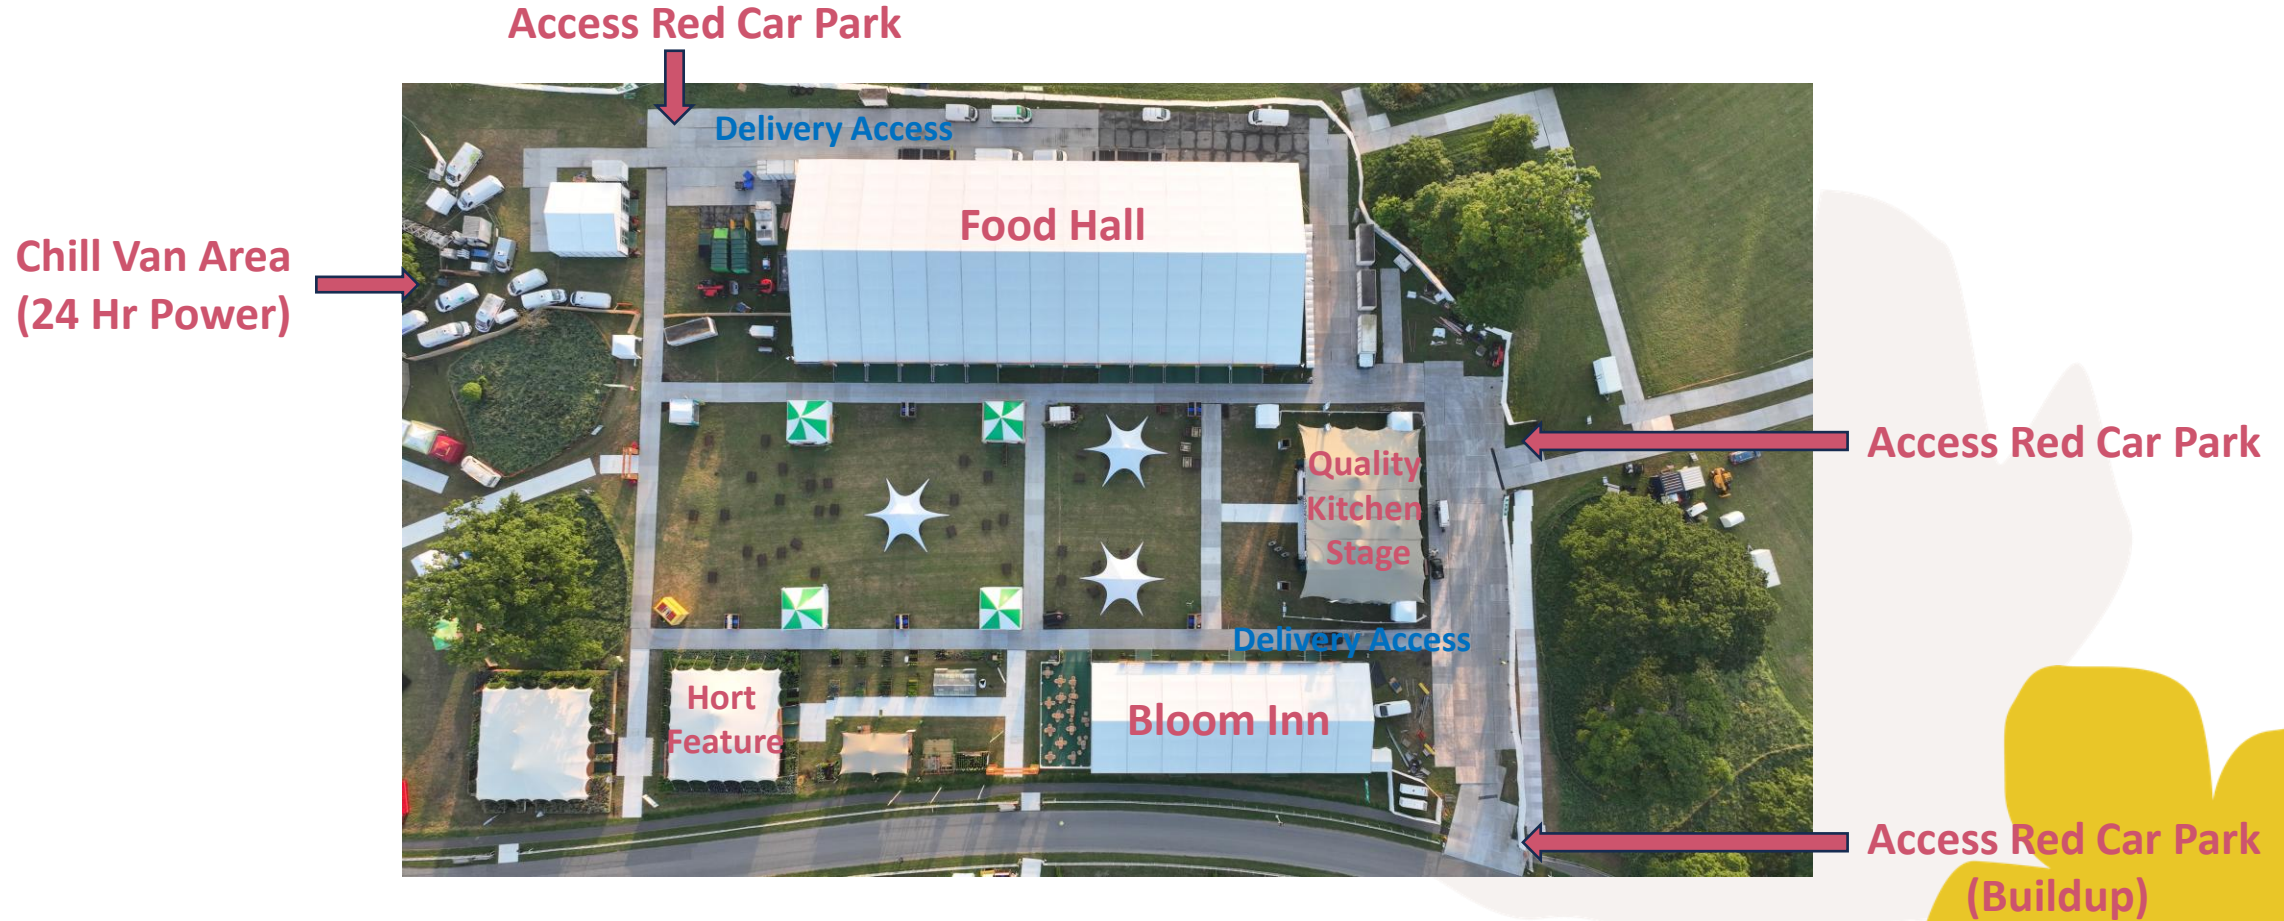 Access Red Car Park
Delivery Access
Food Hall
Chill Van Area
(24 Hr Power)
Access Red Car Park
Quality
Kitchen
Stage
Delivery Access
Hort
Feature
Bloom Inn
Access Red Car Park
(Buildup)